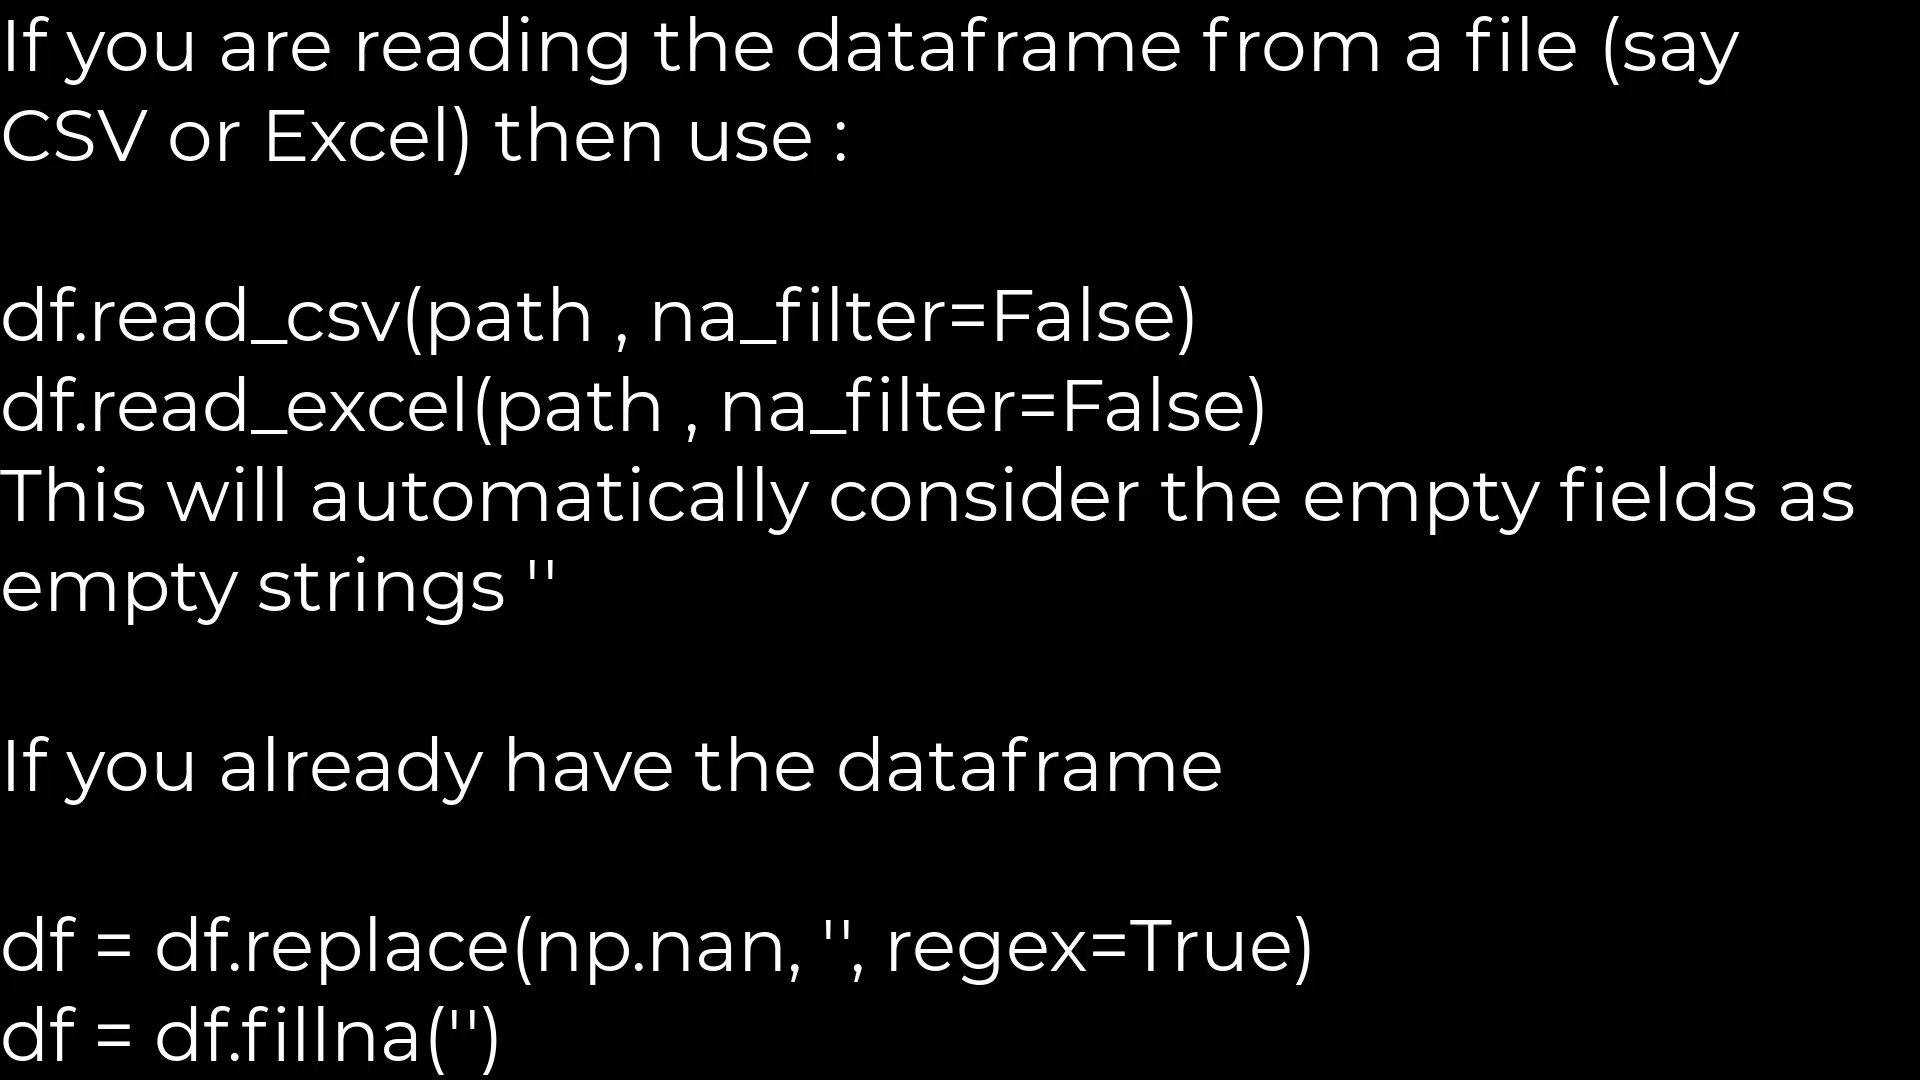 If you are reading the dataframe from a file (say
CSV or Excel) then use :
df.read_csv(path , na_filter=False)
df.read_excel(path , na_filter=False)
This will automatically consider the empty fields as
empty strings ''
If you already have the dataframe
df = df.replace(np.nan, '', regex=True)
df = df.fillna('')